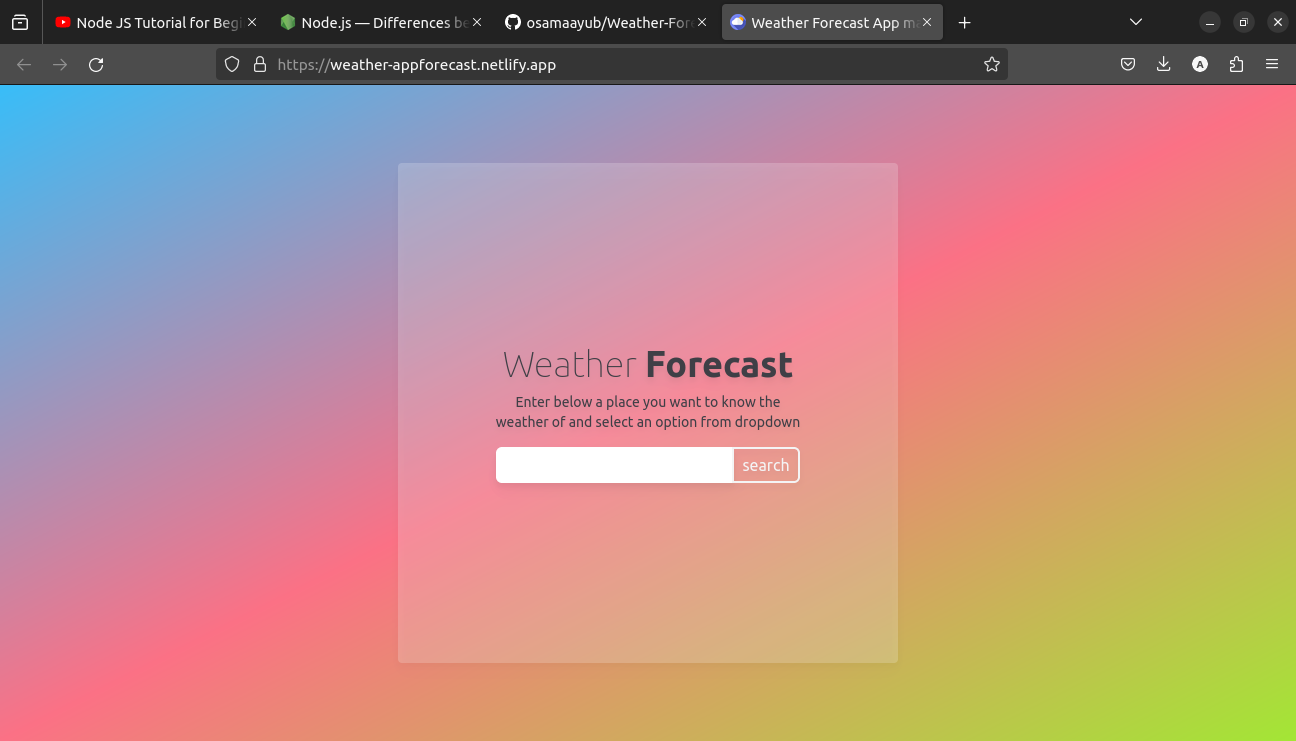 Node JS Tutorial for Begi
Node.js — Differences be
osamaayub/Weather-For
Weather Forecast App m
https://weather-appforecast.netlify.app
A
Weather Forecast
Enter below a place you want to know the
weather of and select an option from dropdown
search